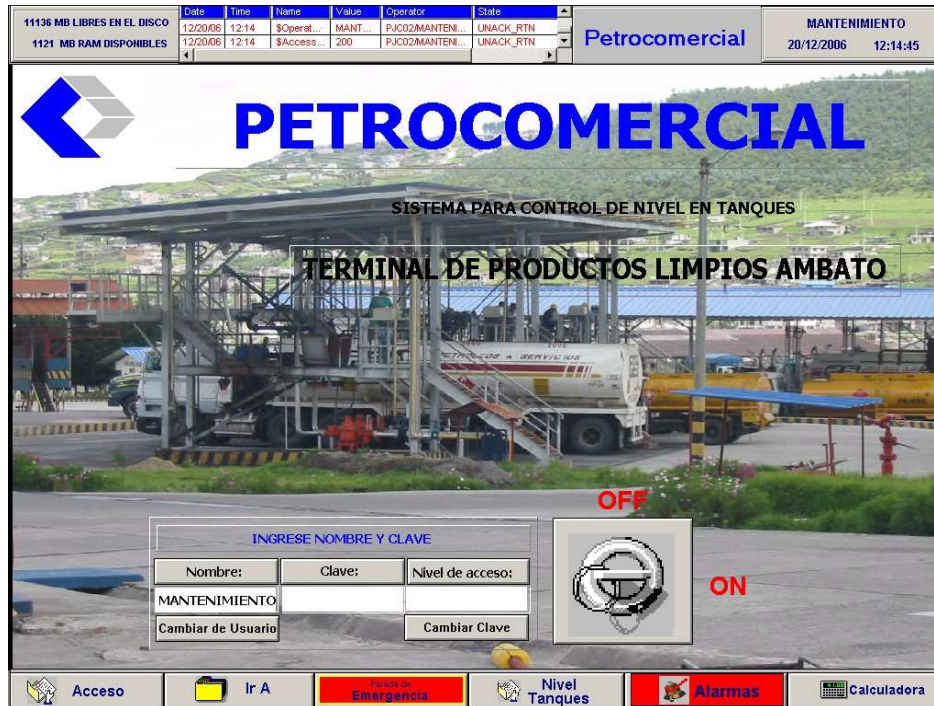 11136 MB LIBRES EN EL DISCO
1121 MB RAM DISPONIBLES
Date Time Name Value Operator State
12/20/06 12:14 $Operat... MANT... PJC02/MANTENI... UNACK_RTN
12/20/06 12:14 $Access... 200 PJC02/MANTENI... UNACK_RTN
Petrocomercial
MANTENIMIENTO
20/12/2006 12:14:45
PETROCOMERCIAL
SISTEMA PARA CONTROL DE NIVEL EN TANQUES
TERMINAL DE PRODUCTOS LIMPIOS AMBATO
OFF
ON
INGRESE NOMBRE Y CLAVE
Nombre: Clave: Nivel de acceso:
MANTENIMIENTO
Cambiar de Usuario Cambiar Clave
Acceso
Ir A
Parada de
Emergencia
Nivel
Tanques
Alarmas
Calculadora